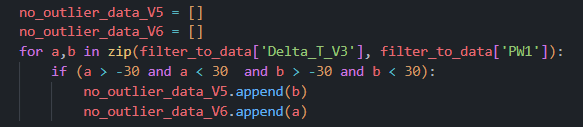 no_outlier_data_V5 = []
no_outlier_data_V6 = []
for a,b in zip(filter_to_data['Delta_T_V3'], filter_to_data['PW1']):
    if (a > -30 and a < 30  and b > -30 and b < 30):
        no_outlier_data_V5.append(b)
        no_outlier_data_V6.append(a)